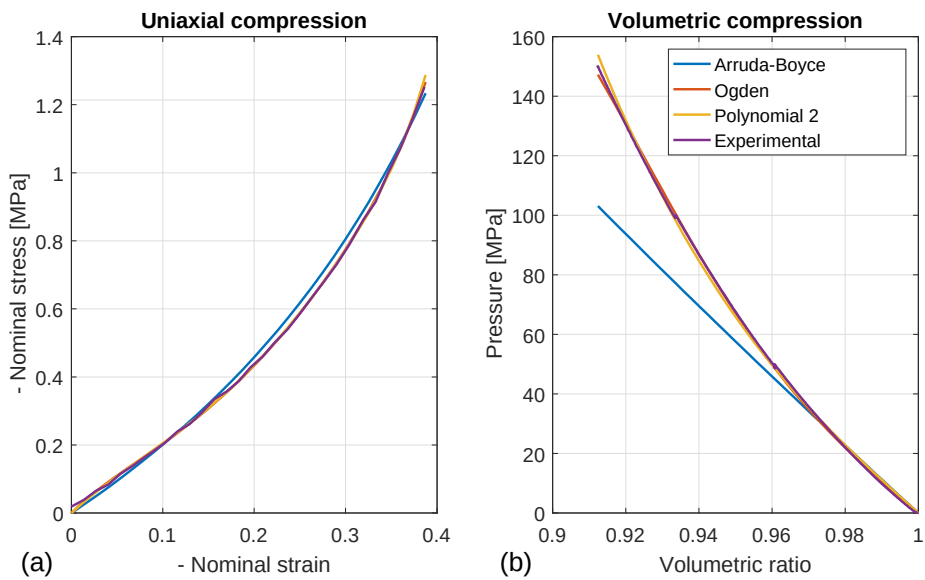 Uniaxial compression
1.4
1.2
1
0.8
0.6
0.4
0.2
0
- Nominal stress [MPa]
0
0.1
0.2
0.3
0.4
- Nominal strain
(a)
Volumetric compression
160
140
120
100
80
60
40
20
0
Pressure [MPa]
Arruda-Boyce
Ogden
Polynomial 2
Experimental
0.9
0.92
0.94
0.96
0.98
1
Volumetric ratio
(b)